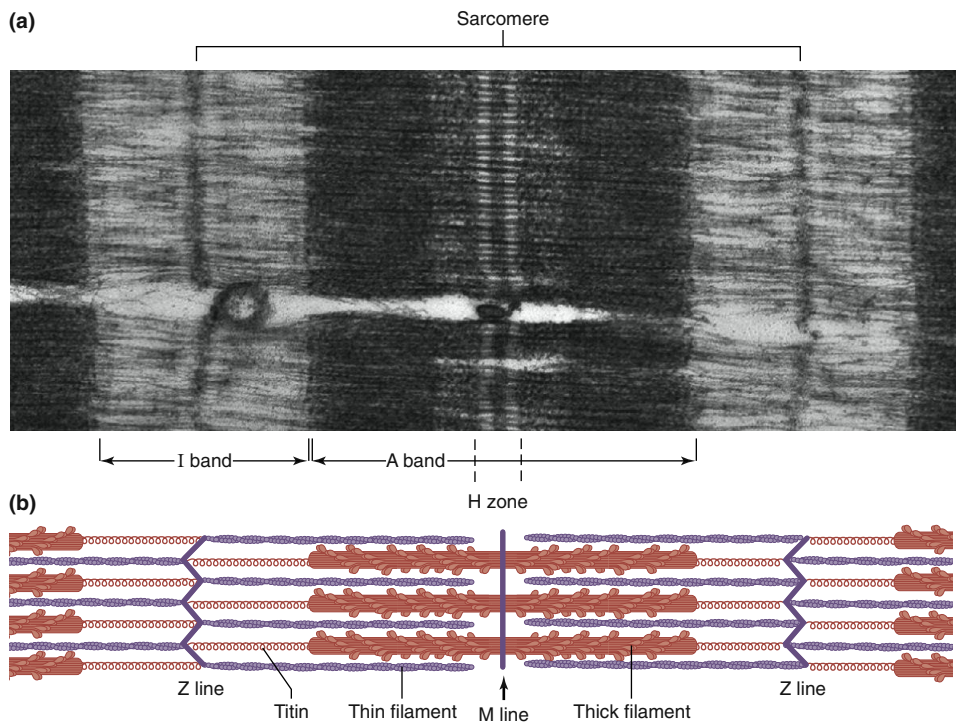 (a)
Sarcomere
I band
A band
H zone
(b)
Z line
Titin
Thin filament
M line
Thick filament
Z line